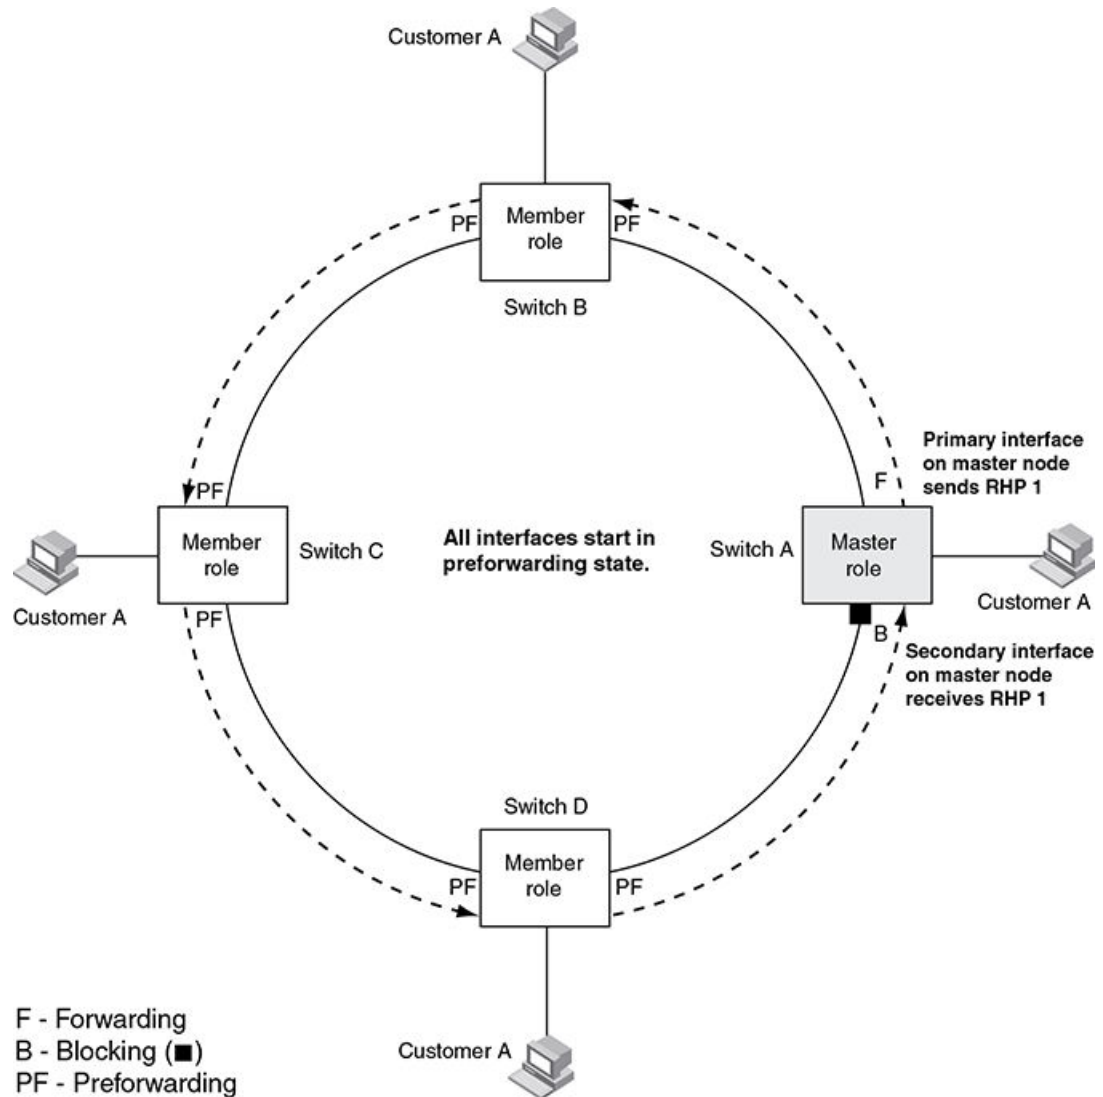 Customer A
PF
Member
role
PF
Switch B
Primary interface
on master node
sends RHP 1
F
PF
Member
role
Switch C
All interfaces start in
preforwarding state.
Switch A
Master
role
Customer A
PF
Customer A
B
Secondary interface
on master node
receives RHP 1
Switch D
PF
Member
role
PF
F - Forwarding
B - Blocking (■)
PF - Preforwarding
Customer A